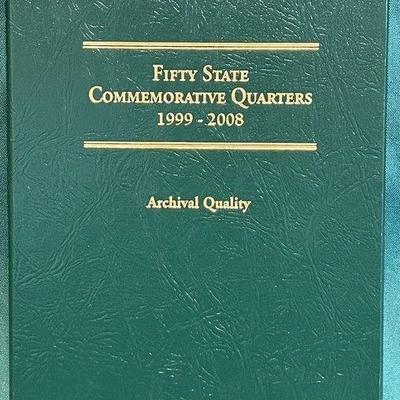 Fifty State
Commemorative Quarters
1999 - 2008
Archival Quality